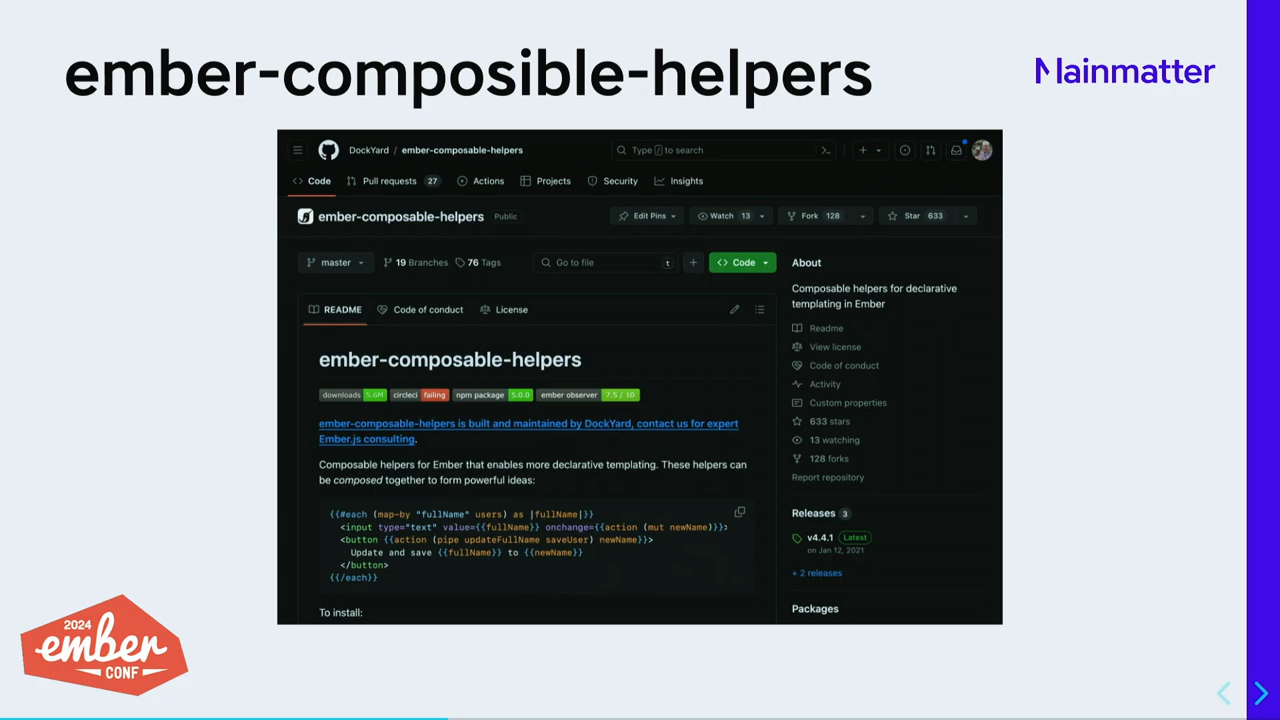 ember-composible-helpers
Mainmatter
DockYard / ember-composable-helpers
Type / to search
Code
Pull requests 27
Actions
Projects
Security
Insights
ember-composable-helpers Public
Edit Pins
Watch 13
Fork 128
Star 633
master
19 Branches
76 Tags
Go to file t
Code
README
Code of conduct
License
ember-composable-helpers
downloads 5.6M circleci failing npm package 5.0.0 ember observer 7.5 / 10
ember-composable-helpers is built and maintained by DockYard, contact us for expert
Ember.js consulting.
Composable helpers for Ember that enables more declarative templating. These helpers can
be composed together to form powerful ideas:
{{#each (map-by "fullName" users) as |fullName|}}
<input type="text" value={{fullName}} onchange={{action (mut newName)}}>
<button {{action (pipe updateFullName saveUser) newName}}>
Update and save {{fullName}} to {{newName}}
</button>
{{/each}}
To install:
About
Composable helpers for declarative
templating in Ember
Readme
View license
Code of conduct
Activity
Custom properties
633 stars
13 watching
128 forks
Report repository
Releases 3
v4.4.1 Latest
on Jan 12, 2021
+ 2 releases
Packages
2024
ember
CONF